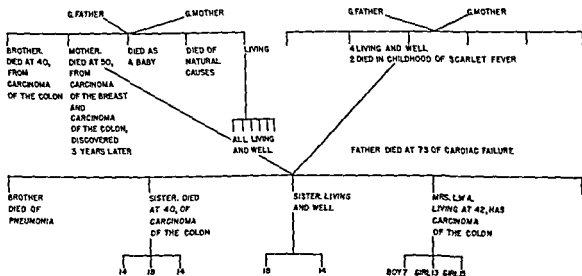 G.FATHER G.MOTHER G.FATHER G.MOTHER
BROTHER.
DIED AT 40,
FROM
CARCINOMA
OF THE COLON
MOTHER.
DIED AT 50,
FROM
CARCINOMA
OF THE BREAST
AND
CARCINOMA
OF THE COLON,
DISCOVERED
3 YEARS LATER
DIED AS
A BABY
DIED OF
NATURAL
CAUSES
LIVING
ALL LIVING
AND WELL
4 LIVING AND WELL
2 DIED IN CHILDHOOD OF SCARLET FEVER
FATHER DIED AT 73 OF CARDIAC FAILURE
BROTHER
DIED OF
PNEUMONIA
SISTER. DIED
AT 40, OF
CARCINOMA
OF THE COLON
SISTER. LIVING
AND WELL
MRS. L.W.A.
LIVING AT 42, HAS
CARCINOMA
OF THE COLON
14 14
14
BOY 7 GIRL 13 GIRL